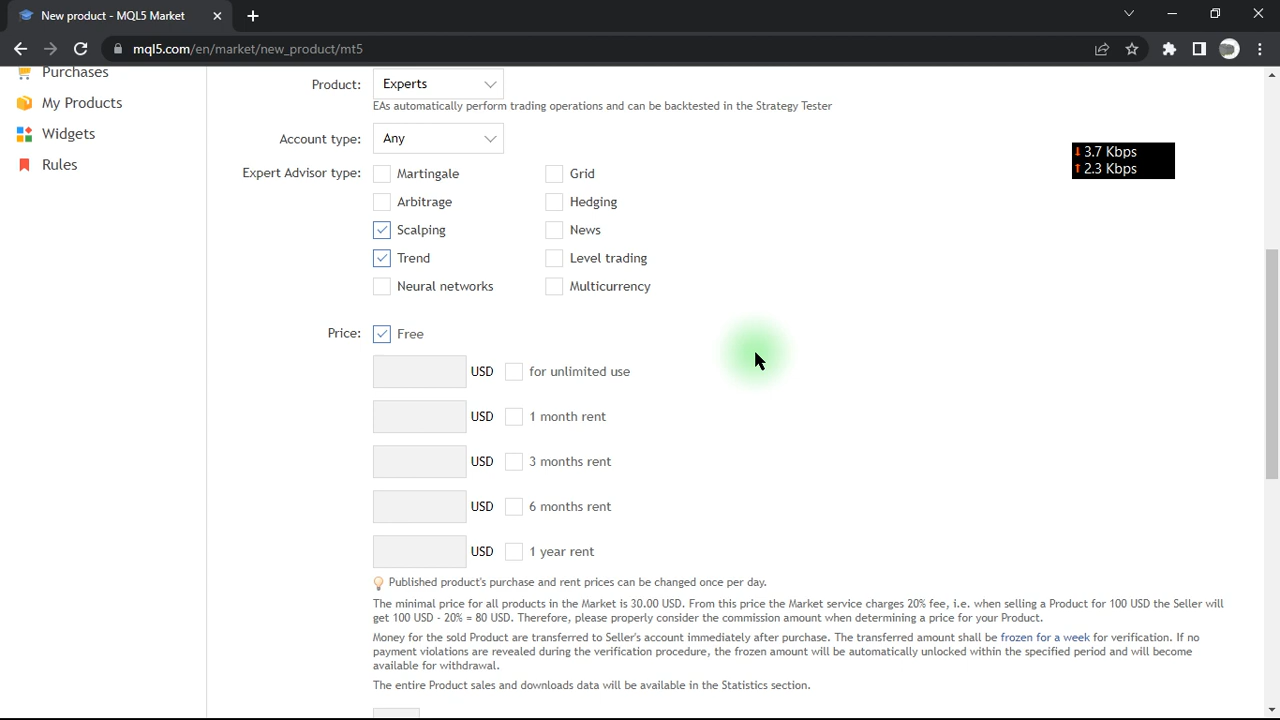 New product - MQL5 Market
mql5.com/en/market/new_product/mt5
Purchases
My Products
Widgets
Rules
Product: Experts
EAs automatically perform trading operations and can be backtested in the Strategy Tester
Account type: Any
Expert Advisor type: Martingale Grid
Arbitrage Hedging
Scalping News
Trend Level trading
Neural networks Multicurrency
3.7 Kbps
2.3 Kbps
Price: Free
USD for unlimited use
USD 1 month rent
USD 3 months rent
USD 6 months rent
USD 1 year rent
Published product's purchase and rent prices can be changed once per day.
The minimal price for all products in the Market is 30.00 USD. From this price the Market service charges 20% fee, i.e. when selling a Product for 100 USD the Seller will
get 100 USD - 20% = 80 USD. Therefore, please properly consider the commission amount when determining a price for your Product.
Money for the sold Product are transferred to Seller's account immediately after purchase. The transferred amount shall be frozen for a week for verification. If no
payment violations are revealed during the verification procedure, the frozen amount will be automatically unlocked within the specified period and will become
available for withdrawal.
The entire Product sales and downloads data will be available in the Statistics section.